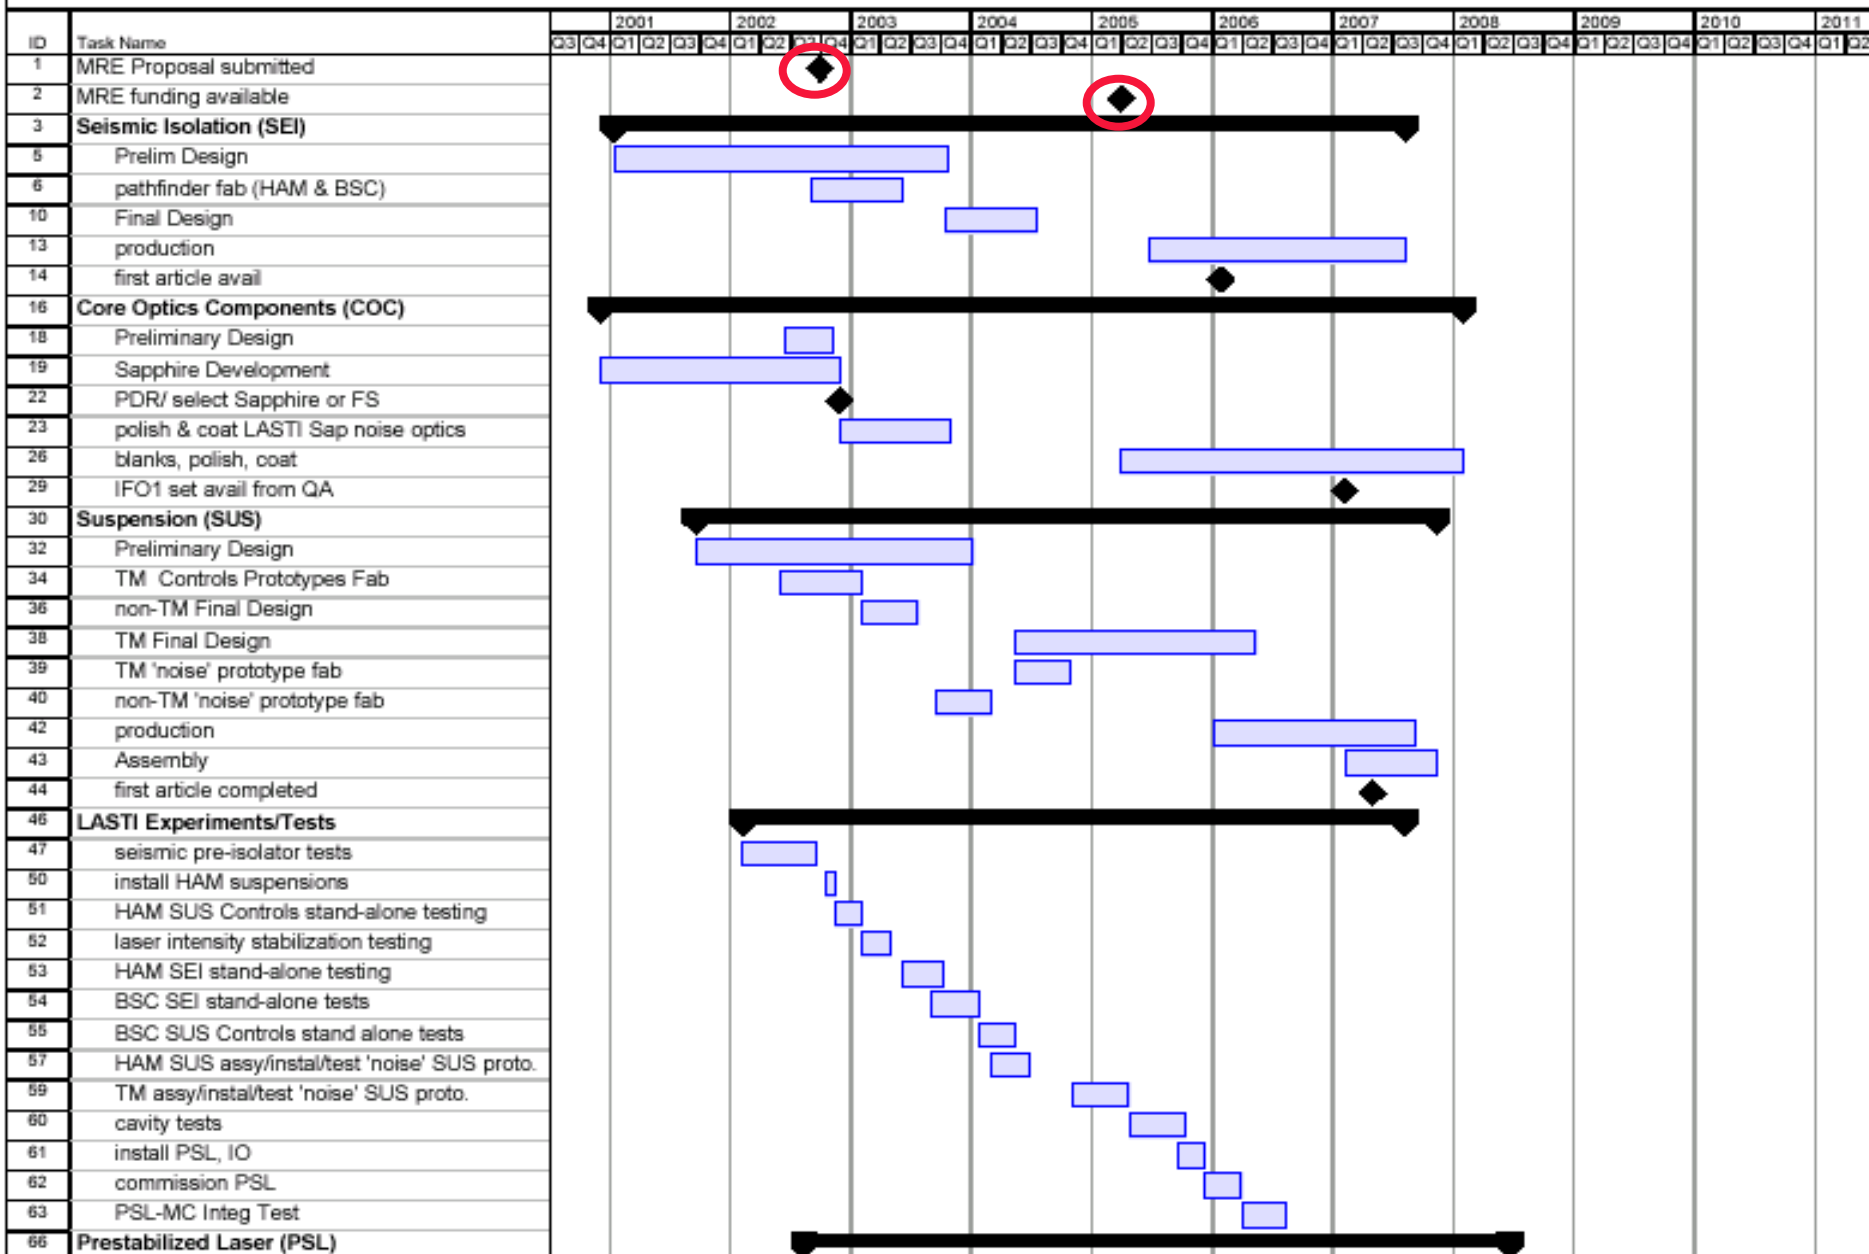 2001 2002 2003 2004 2005 2006 2007 2008 2009 2010 2011
ID Task Name Q3 Q4 Q1 Q2 Q3 Q4 Q1 Q2 Q3 Q4 Q1 Q2 Q3 Q4 Q1 Q2 Q3 Q4 Q1 Q2 Q3 Q4 Q1 Q2 Q3 Q4 Q1 Q2 Q3 Q4 Q1 Q2 Q3 Q4 Q1 Q2 Q3 Q4 Q1 Q2 Q3 Q4 Q1 Q2
1 MRE Proposal submitted
2 MRE funding available
3 Seismic Isolation (SEI)
5 Prelim Design
6 pathfinder fab (HAM & BSC)
10 Final Design
13 production
14 first article avail
16 Core Optics Components (COC)
18 Preliminary Design
19 Sapphire Development
22 PDR/ select Sapphire or FS
23 polish & coat LASTI Sap noise optics
26 blanks, polish, coat
29 IFO1 set avail from QA
30 Suspension (SUS)
32 Preliminary Design
34 TM Controls Prototypes Fab
36 non-TM Final Design
38 TM Final Design
39 TM 'noise' prototype fab
40 non-TM 'noise' prototype fab
42 production
43 Assembly
44 first article completed
46 LASTI Experiments/Tests
47 seismic pre-isolator tests
50 install HAM suspensions
51 HAM SUS Controls stand-alone testing
52 laser intensity stabilization testing
53 HAM SEI stand-alone testing
54 BSC SEI stand-alone tests
55 BSC SUS Controls stand alone tests
57 HAM SUS assy/instal/test 'noise' SUS proto.
59 TM assy/instal/test 'noise' SUS proto.
60 cavity tests
61 install PSL, IO
62 commission PSL
63 PSL-MC Integ Test
66 Prestabilized Laser (PSL)